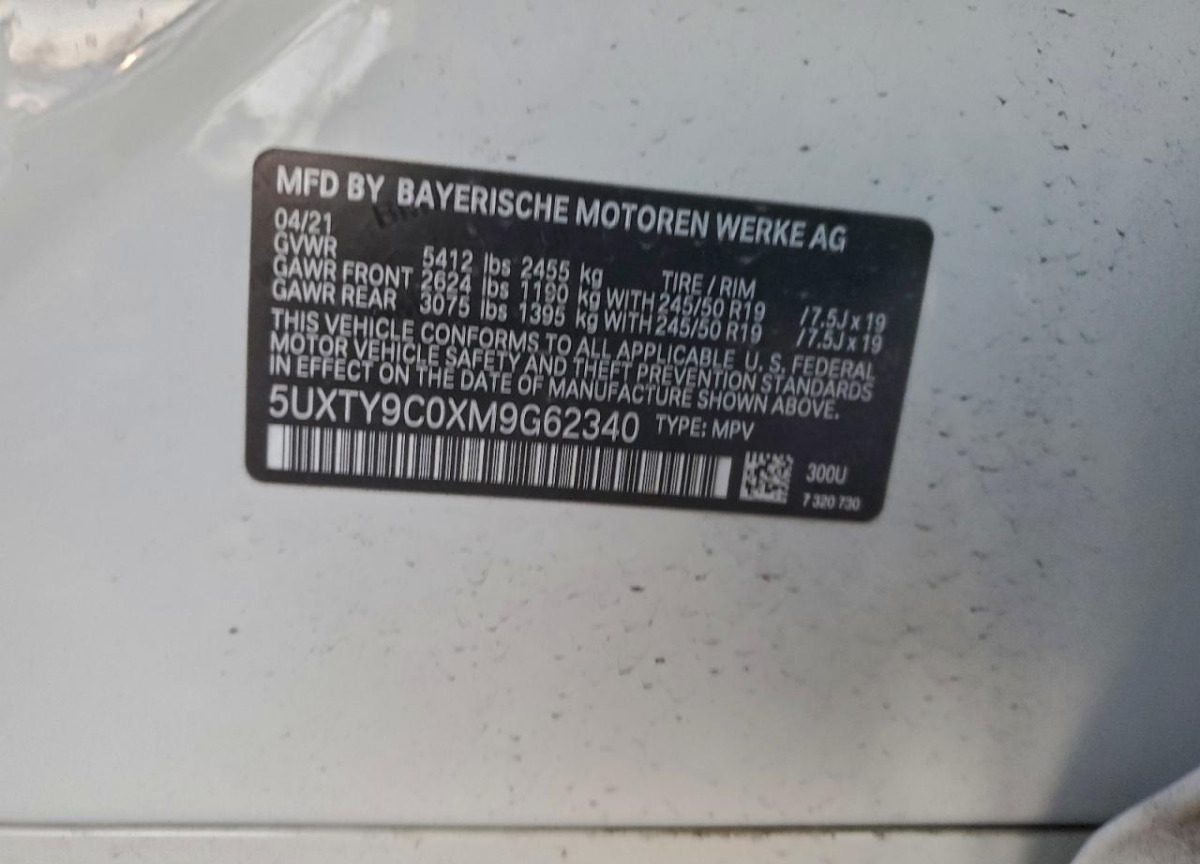 MFD BY BAYERISCHE MOTOREN WERKE AG
04/21
GVWR 5412 lbs 2455 kg TIRE / RIM
GAWR FRONT 2624 lbs 1190 kg WITH 245/50 R19 /7.5J x 19
GAWR REAR 3075 lbs 1395 kg WITH 245/50 R19 /7.5J x 19
THIS VEHICLE CONFORMS TO ALL APPLICABLE U. S. FEDERAL
MOTOR VEHICLE SAFETY AND THEFT PREVENTION STANDARDS
IN EFFECT ON THE DATE OF MANUFACTURE SHOWN ABOVE.
5UXTY9C0XM9G62340 TYPE: MPV
300U
7 320 730